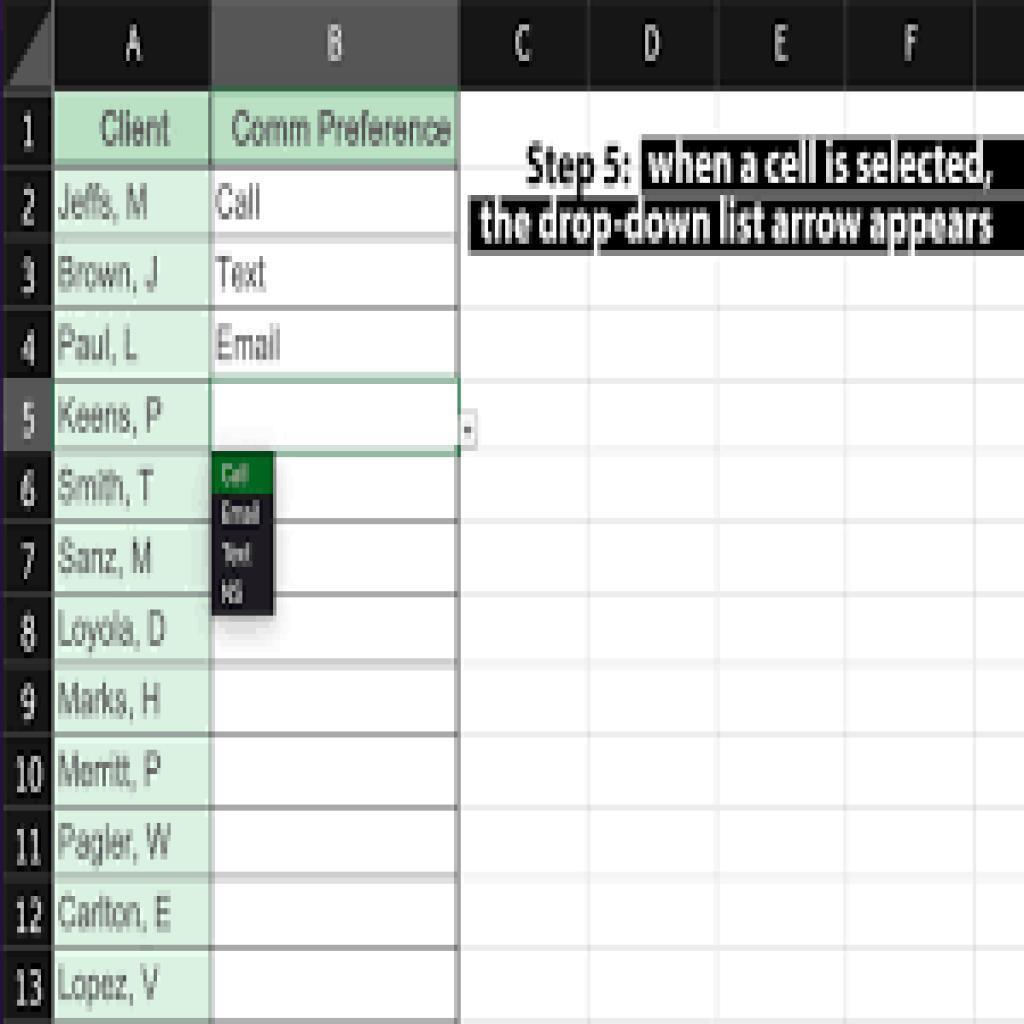 A B C D E F
1 Client Comm Preference
Step 5: when a cell is selected,
2 Jeffs, M Call
the drop-down list arrow appears
3 Brown, J Text
4 Paul, L Email
5 Keens, P
6 Smith, T
Call
Email
7 Sanz, M
Text
8 Loyola, D
9 Marks, H
10 Merritt, P
11 Pagler, W
12 Carlton, E
13 Lopez, V